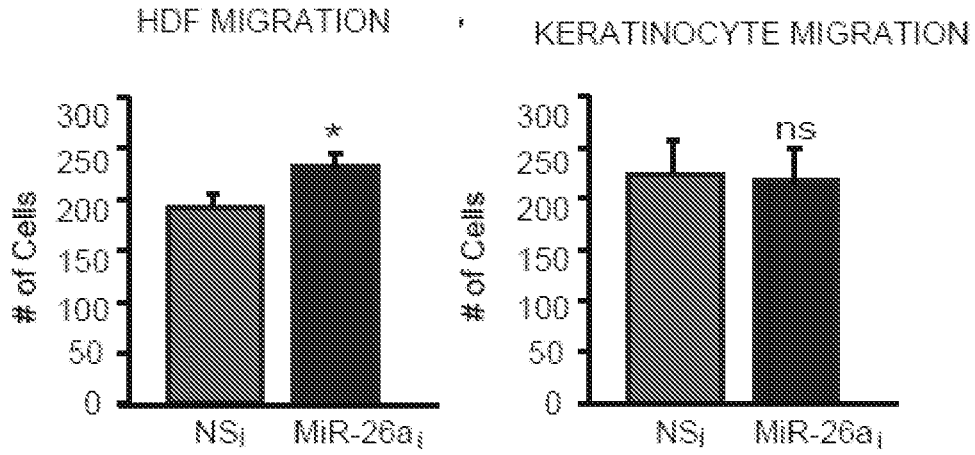 HDF MIGRATION
# of Cells
300
250
200
150
100
50
0
*
NSi
MiR-26ai
KERATINOCYTE MIGRATION
# of Cells
300
250
200
150
100
50
0
ns
NSi
MiR-26ai